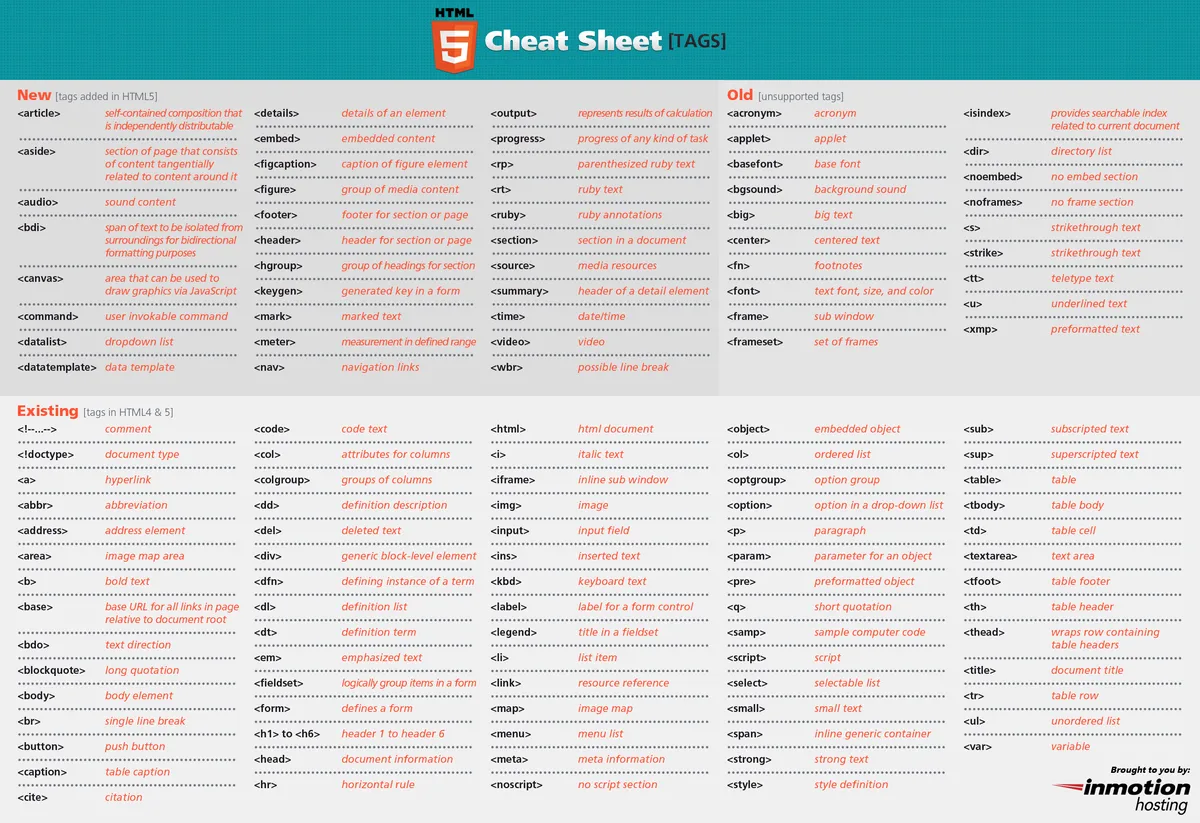 HTML
5
Cheat Sheet [TAGS]
New [tags added in HTML5]
<article> self-contained composition that
is independently distributable
<aside> section of page that consists
of content tangentially
related to content around it
<audio> sound content
<bdi> span of text to be isolated from
surroundings for bidirectional
formatting purposes
<canvas> area that can be used to
draw graphics via JavaScript
<command> user invokable command
<datalist> dropdown list
<datatemplate> data template
<details> details of an element
<embed> embedded content
<figcaption> caption of figure element
<figure> group of media content
<footer> footer for section or page
<header> header for section or page
<hgroup> group of headings for section
<keygen> generated key in a form
<mark> marked text
<meter> measurement in defined range
<nav> navigation links
<output> represents results of calculation
<progress> progress of any kind of task
<rp> parenthesized ruby text
<rt> ruby text
<ruby> ruby annotations
<section> section in a document
<source> media resources
<summary> header of a detail element
<time> date/time
<video> video
<wbr> possible line break
Old [unsupported tags]
<acronym> acronym
<applet> applet
<basefont> base font
<bgsound> background sound
<big> big text
<center> centered text
<fn> footnotes
<font> text font, size, and color
<frame> sub window
<frameset> set of frames
<isindex> provides searchable index
related to current document
<dir> directory list
<noembed> no embed section
<noframes> no frame section
<s> strikethrough text
<strike> strikethrough text
<tt> teletype text
<u> underlined text
<xmp> preformatted text
Existing [tags in HTML4 & 5]
<!--...--> comment
<!doctype> document type
<a> hyperlink
<abbr> abbreviation
<address> address element
<area> image map area
<b> bold text
<base> base URL for all links in page
relative to document root
<bdo> text direction
<blockquote> long quotation
<body> body element
<br> single line break
<button> push button
<caption> table caption
<cite> citation
<code> code text
<col> attributes for columns
<colgroup> groups of columns
<dd> definition description
<del> deleted text
<div> generic block-level element
<dfn> defining instance of a term
<dl> definition list
<dt> definition term
<em> emphasized text
<fieldset> logically group items in a form
<form> defines a form
<h1> to <h6> header 1 to header 6
<head> document information
<hr> horizontal rule
<html> html document
<i> italic text
<iframe> inline sub window
<img> image
<input> input field
<ins> inserted text
<kbd> keyboard text
<label> label for a form control
<legend> title in a fieldset
<li> list item
<link> resource reference
<map> image map
<menu> menu list
<meta> meta information
<noscript> no script section
<object> embedded object
<ol> ordered list
<optgroup> option group
<option> option in a drop-down list
<p> paragraph
<param> parameter for an object
<pre> preformatted object
<q> short quotation
<samp> sample computer code
<script> script
<select> selectable list
<small> small text
<span> inline generic container
<strong> strong text
<style> style definition
<sub> subscripted text
<sup> superscripted text
<table> table
<tbody> table body
<td> table cell
<textarea> text area
<tfoot> table footer
<th> table header
<thead> wraps row containing
table headers
<title> document title
<tr> table row
<ul> unordered list
<var> variable
Brought to you by:
inmotion
hosting